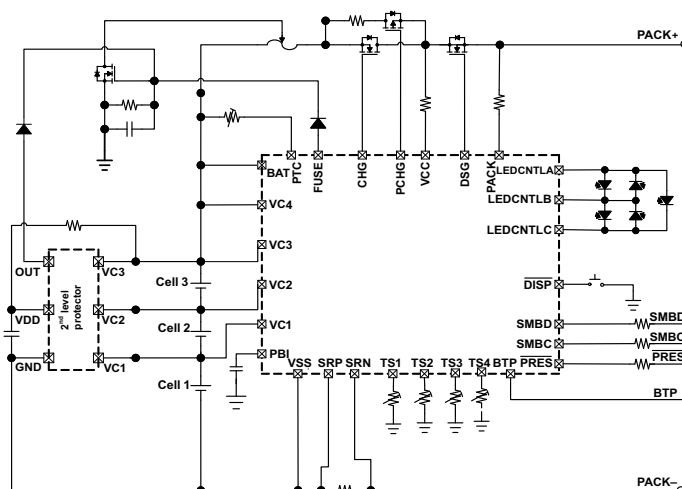 PACK+
BAT
PTC
FUSE
CHG
PCHG
VCC
DSG
PACK
LEDCNTLA
VC4
LEDCNTLB
LEDCNTLC
VC3
OUT
VC3
Cell 3
VC2
DISP
2nd level
protector
VDD
VC2
Cell 2
VC1
SMBD
SMBD
SMBC
SMBC
GND
VC1
PBI
PRES
PRES
VSS
SRP
SRN
TS1
TS2
TS3
TS4
BTP
Cell 1
BTP
PACK–